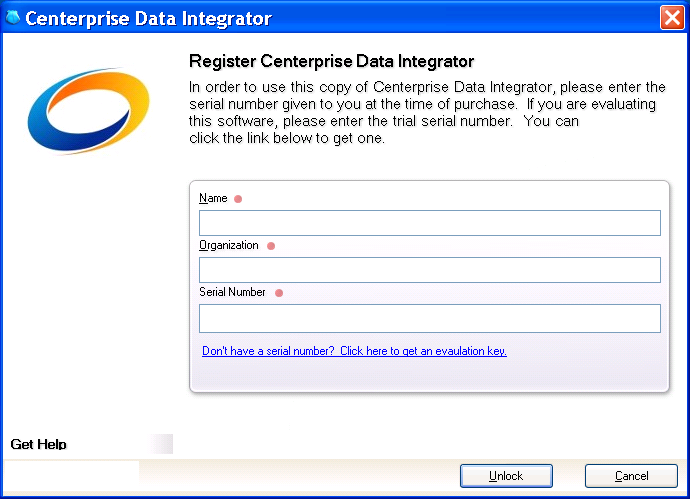 Centerprise Data Integrator
Register Centerprise Data Integrator
In order to use this copy of Centerprise Data Integrator, please enter the
serial number given to you at the time of purchase. If you are evaluating
this software, please enter the trial serial number. You can
click the link below to get one.
Name
Organization
Serial Number
Don't have a serial number? Click here to get an evaulation key.
Get Help
Unlock
Cancel